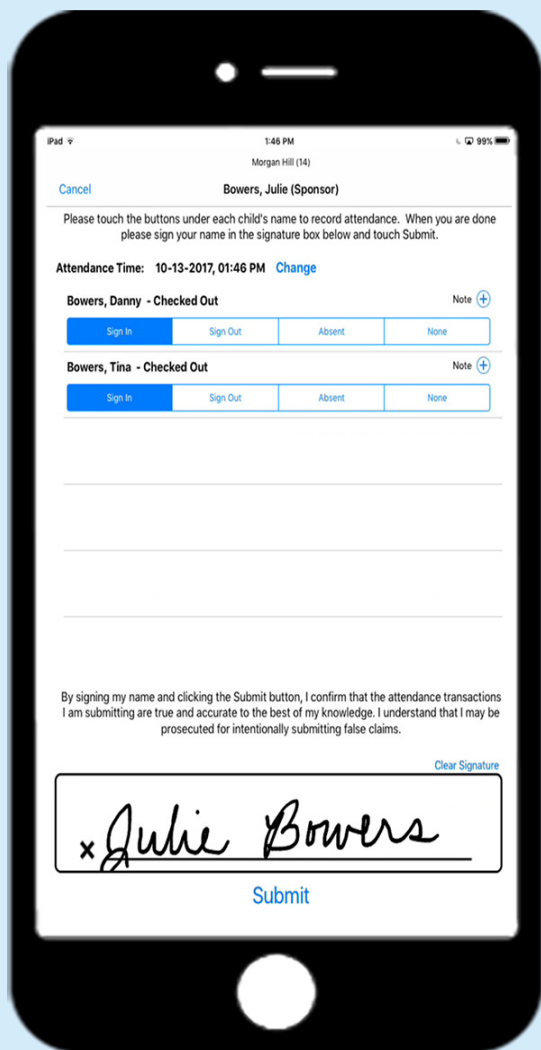 iPad 1:46 PM 99%
Morgan Hill (14)
Cancel Bowers, Julie (Sponsor)
Please touch the buttons under each child's name to record attendance. When you are done
please sign your name in the signature box below and touch Submit.
Attendance Time: 10-13-2017, 01:46 PM Change
Bowers, Danny - Checked Out Note +
Sign In Sign Out Absent None
Bowers, Tina - Checked Out Note +
Sign In Sign Out Absent None
By signing my name and clicking the Submit button, I confirm that the attendance transactions
I am submitting are true and accurate to the best of my knowledge. I understand that I may be
prosecuted for intentionally submitting false claims.
Clear Signature
x Julie Bowers
Submit